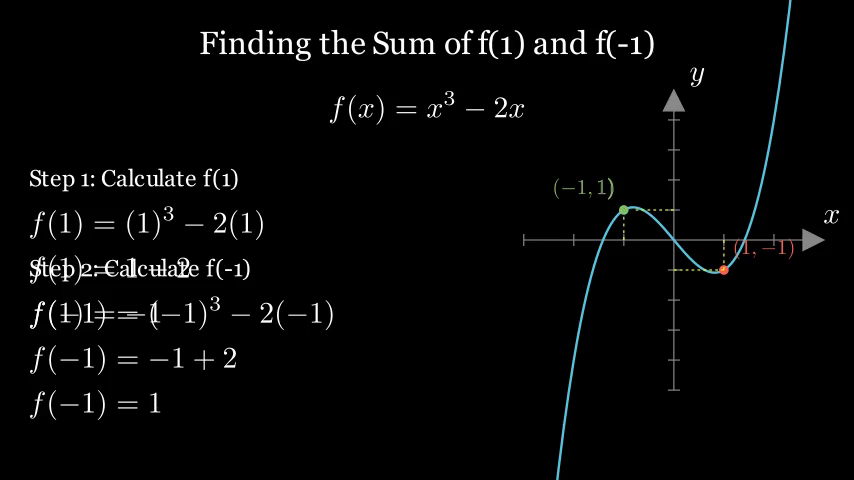 Finding the Sum of f(1) and f(-1)
f(x) = x³ − 2x
y
Step 1: Calculate f(1)
(−1, 1)
f(1) = (1)³ − 2(1)
x
(1, −1)
f(1) = 1 − 2
Step 2: Calculate f(-1)
f(1) = −1
f(−1) = (−1)³ − 2(−1)
f(−1) = −1 + 2
f(−1) = 1